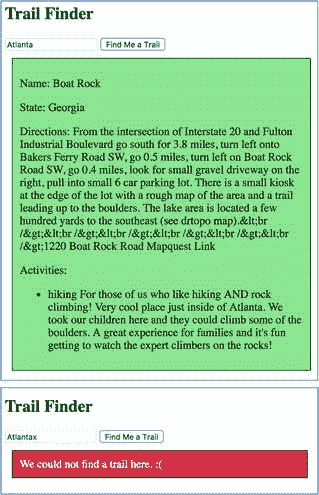 Trail Finder
Atlanta Find Me a Trail
Name: Boat Rock
State: Georgia
Directions: From the intersection of Interstate 20 and Fulton
Industrial Boulevard go south for 3.8 miles, turn left onto
Bakers Ferry Road SW, go 0.5 miles, turn left on Boat Rock
Road SW, go 0.4 miles, look for small gravel driveway on the
right, pull into small 6 car parking lot. There is a small kiosk
at the edge of the lot with a rough map of the area and a trail
leading up to the boulders. The lake area is located a few
hundred yards to the southeast (see drtopo map).&lt;br
/&gt;&lt;br /&gt;&lt;br /&gt;&lt;br /&gt;&lt;br /&gt;&lt;br
/&gt;1220 Boat Rock Road Mapquest Link
Activities:
• hiking For those of us who like hiking AND rock
climbing! Very cool place just inside of Atlanta. We
took our children here and they could climb some of the
boulders. A great experience for families and it's fun
getting to watch the expert climbers on the rocks!
Trail Finder
Atlantax Find Me a Trail
We could not find a trail here. :(